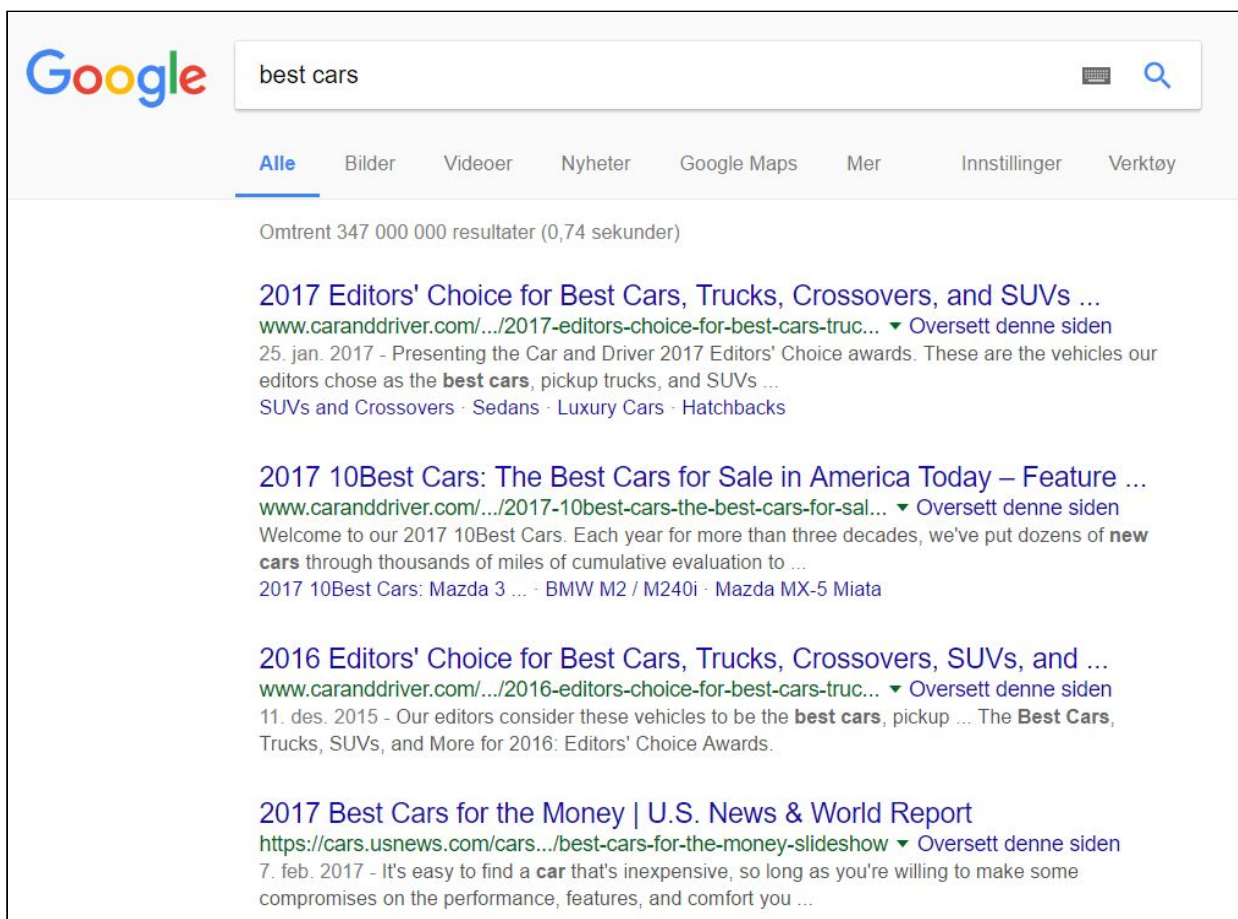 Google
best cars
Alle Bilder Videoer Nyheter Google Maps Mer Innstillinger Verktøy
Omtrent 347 000 000 resultater (0,74 sekunder)
2017 Editors' Choice for Best Cars, Trucks, Crossovers, and SUVs ...
www.caranddriver.com/.../2017-editors-choice-for-best-cars-truc... ▼ Oversett denne siden
25. jan. 2017 - Presenting the Car and Driver 2017 Editors' Choice awards. These are the vehicles our
editors chose as the best cars, pickup trucks, and SUVs ...
SUVs and Crossovers · Sedans · Luxury Cars · Hatchbacks
2017 10Best Cars: The Best Cars for Sale in America Today – Feature ...
www.caranddriver.com/.../2017-10best-cars-the-best-cars-for-sal... ▼ Oversett denne siden
Welcome to our 2017 10Best Cars. Each year for more than three decades, we've put dozens of new
cars through thousands of miles of cumulative evaluation to ...
2017 10Best Cars: Mazda 3 ... · BMW M2 / M240i · Mazda MX-5 Miata
2016 Editors' Choice for Best Cars, Trucks, Crossovers, SUVs, and ...
www.caranddriver.com/.../2016-editors-choice-for-best-cars-truc... ▼ Oversett denne siden
11. des. 2015 - Our editors consider these vehicles to be the best cars, pickup ... The Best Cars,
Trucks, SUVs, and More for 2016: Editors' Choice Awards.
2017 Best Cars for the Money | U.S. News & World Report
https://cars.usnews.com/cars.../best-cars-for-the-money-slideshow ▼ Oversett denne siden
7. feb. 2017 - It's easy to find a car that's inexpensive, so long as you're willing to make some
compromises on the performance, features, and comfort you ...